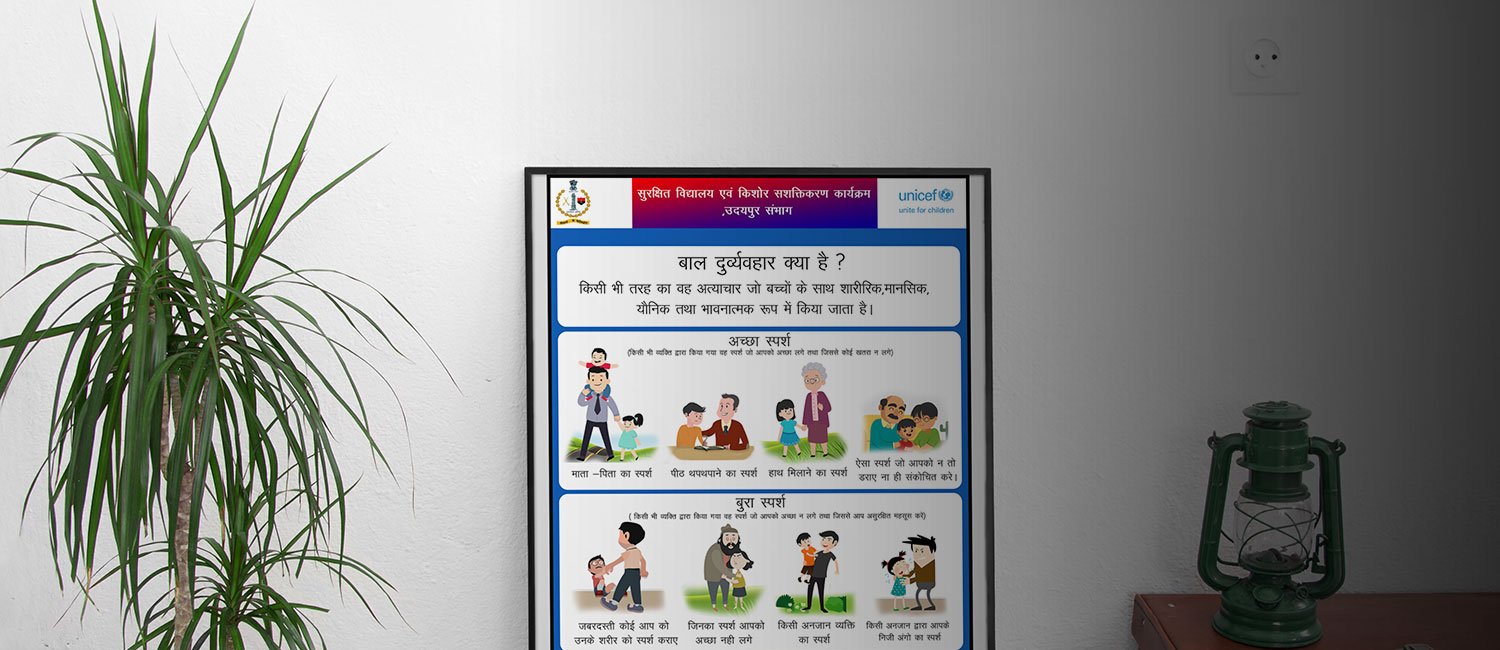 सुरक्षित विद्यालय एवं किशोर सशक्तिकरण कार्यक्रम
,उदयपुर संभाग
unicef
unite for children
बाल दुर्व्यवहार क्या है ?
किसी भी तरह का वह अत्याचार जो बच्चों के साथ शारीरिक,मानसिक,
यौनिक तथा भावनात्मक रूप में किया जाता है।
अच्छा स्पर्श
(किसी भी व्यक्ति द्वारा किया गया वह स्पर्श जो आपको अच्छा लगे तथा जिससे कोई खतरा न लगे)
माता –पिता का स्पर्श
पीठ थपथपाने का स्पर्श
हाथ मिलाने का स्पर्श
ऐसा स्पर्श जो आपको न तो
डराए ना ही संकोचित करे।
बुरा स्पर्श
( किसी भी व्यक्ति द्वारा किया गया वह स्पर्श जो आपको अच्छा न लगे तथा जिससे आप असुरक्षित महसुस करें)
जबरदस्ती कोई आप को
उनके शरीर को स्पर्श कराए
जिनका स्पर्श आपको
अच्छा नही लगे
किसी अनजान व्यक्ति
का स्पर्श
किसी अनजान द्वारा आपके
निजी अंगो का स्पर्श